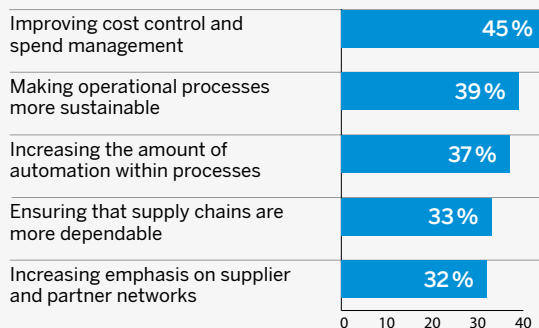 Improving cost control and
spend management
45 %
Making operational processes
more sustainable
39 %
Increasing the amount of
automation within processes
37 %
Ensuring that supply chains are
more dependable
33 %
Increasing emphasis on supplier
and partner networks
32 %
0 10 20 30 40